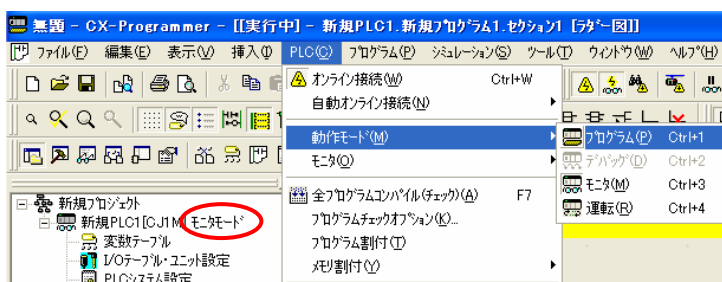 無題 - CX-Programmer - [[実行中] - 新規PLC1.新規ﾌﾟﾛｸﾞﾗﾑ1.ｾｸｼｮﾝ1 [ﾗﾀﾞｰ図]]
ﾌｧｲﾙ(F) 編集(E) 表示(V) 挿入(I) PLC(C) ﾌﾟﾛｸﾞﾗﾑ(P) ｼﾐｭﾚｰｼｮﾝ(S) ﾂｰﾙ(T) ｳｨﾝﾄﾞｳ(W) ﾍﾙﾌﾟ(H)
ｵﾝﾗｲﾝ接続(W) Ctrl+W
自動ｵﾝﾗｲﾝ接続(N)
動作ﾓｰﾄﾞ(M)
ﾓﾆﾀ(O)
全ﾌﾟﾛｸﾞﾗﾑｺﾝﾊﾟｲﾙ(ﾁｪｯｸ)(A) F7
ﾌﾟﾛｸﾞﾗﾑﾁｪｯｸｵﾌﾟｼｮﾝ(K)...
ﾌﾟﾛｸﾞﾗﾑ割付(T)
ﾒﾓﾘ割付(Y)
ﾌﾟﾛｸﾞﾗﾑ(P) Ctrl+1
ﾃﾞﾊﾞｯｸﾞ(D) Ctrl+2
ﾓﾆﾀ(M) Ctrl+3
運転(R) Ctrl+4
新規ﾌﾟﾛｼﾞｪｸﾄ
新規PLC1[CJ1M] ﾓﾆﾀﾓｰﾄﾞ
変数ﾃｰﾌﾞﾙ
I/Oﾃｰﾌﾞﾙ・ﾕﾆｯﾄ設定
PLCｼｽﾃﾑ設定